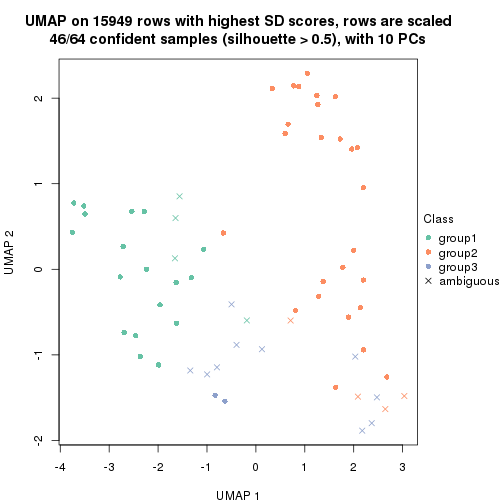 UMAP on 15949 rows with highest SD scores, rows are scaled
46/64 confident samples (silhouette > 0.5), with 10 PCs
UMAP 2
2
1
0
-1
-2
-4
-3
-2
-1
0
1
2
3
UMAP 1
Class
group1
group2
group3
ambiguous